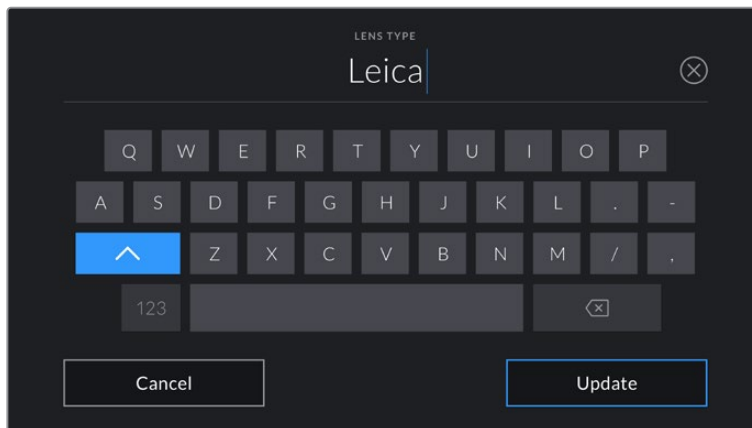 LENS TYPE
Leica
Q W E R T Y U I O P
A S D F G H J K L . -
Z X C V B N M / ,
123
Cancel Update